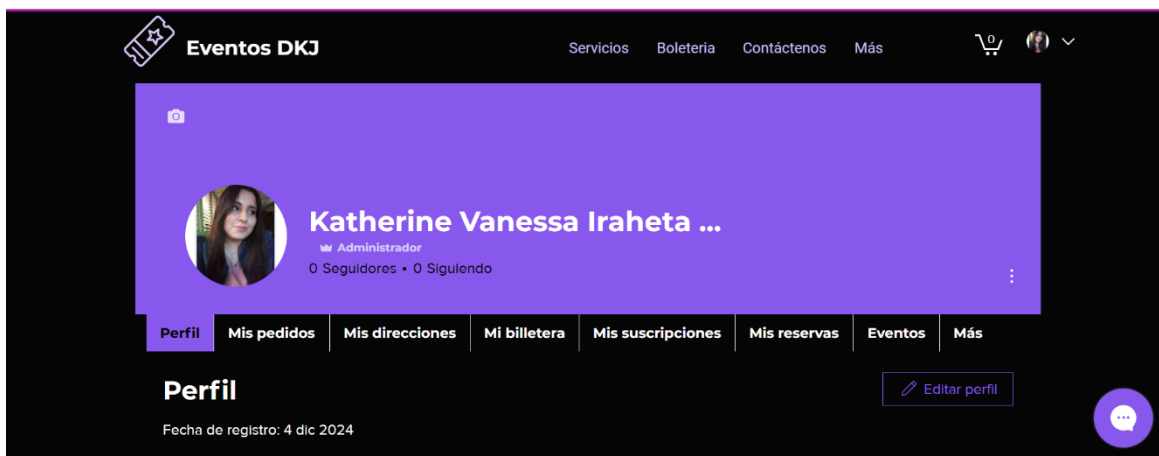 Eventos DKJ
Servicios Boleteria Contáctenos Más
0
Katherine Vanessa Iraheta ...
Administrador
0 Seguidores • 0 Siguiendo
Perfil Mis pedidos Mis direcciones Mi billetera Mis suscripciones Mis reservas Eventos Más
Perfil
Editar perfil
Fecha de registro: 4 dic 2024